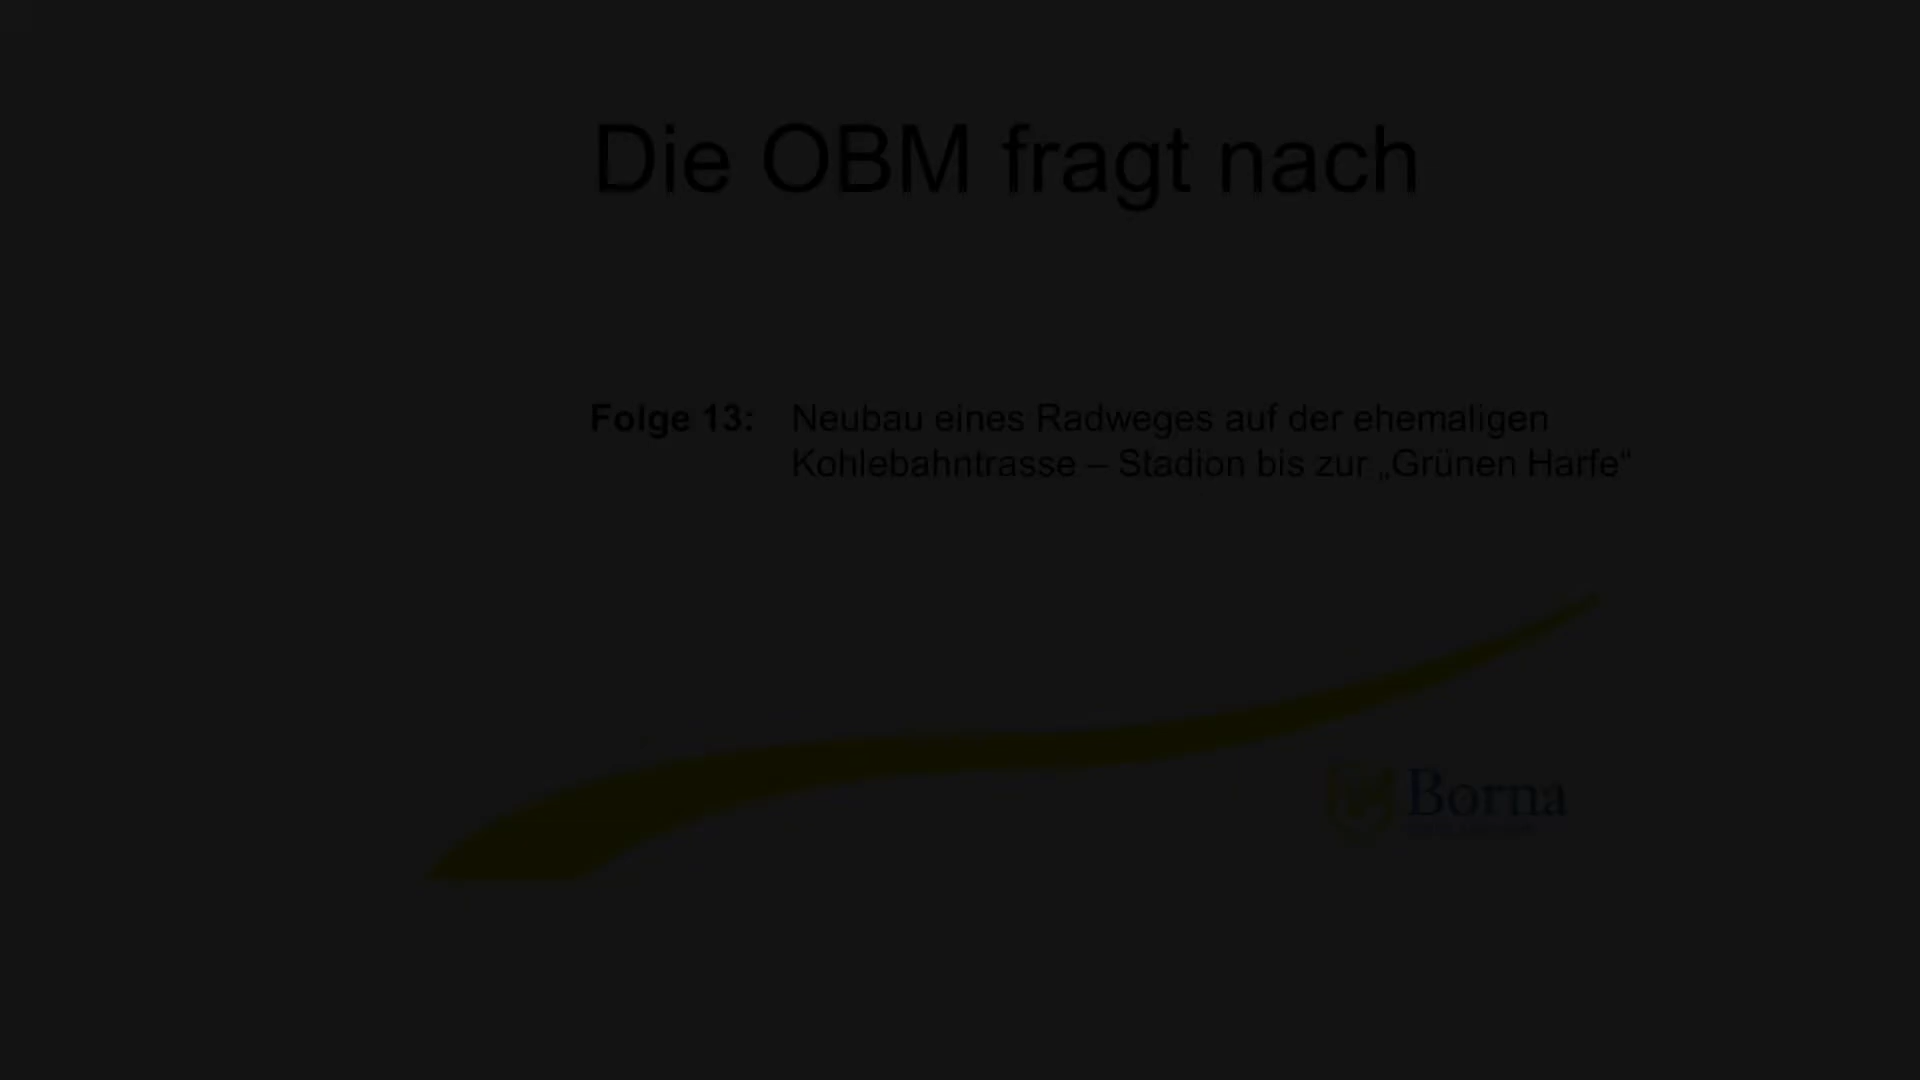 Die OBM fragt nach
Folge 13: Neubau eines Radweges auf der ehemaligen
Kohlebahntrasse – Stadion bis zur „Grünen Harfe“
Borna